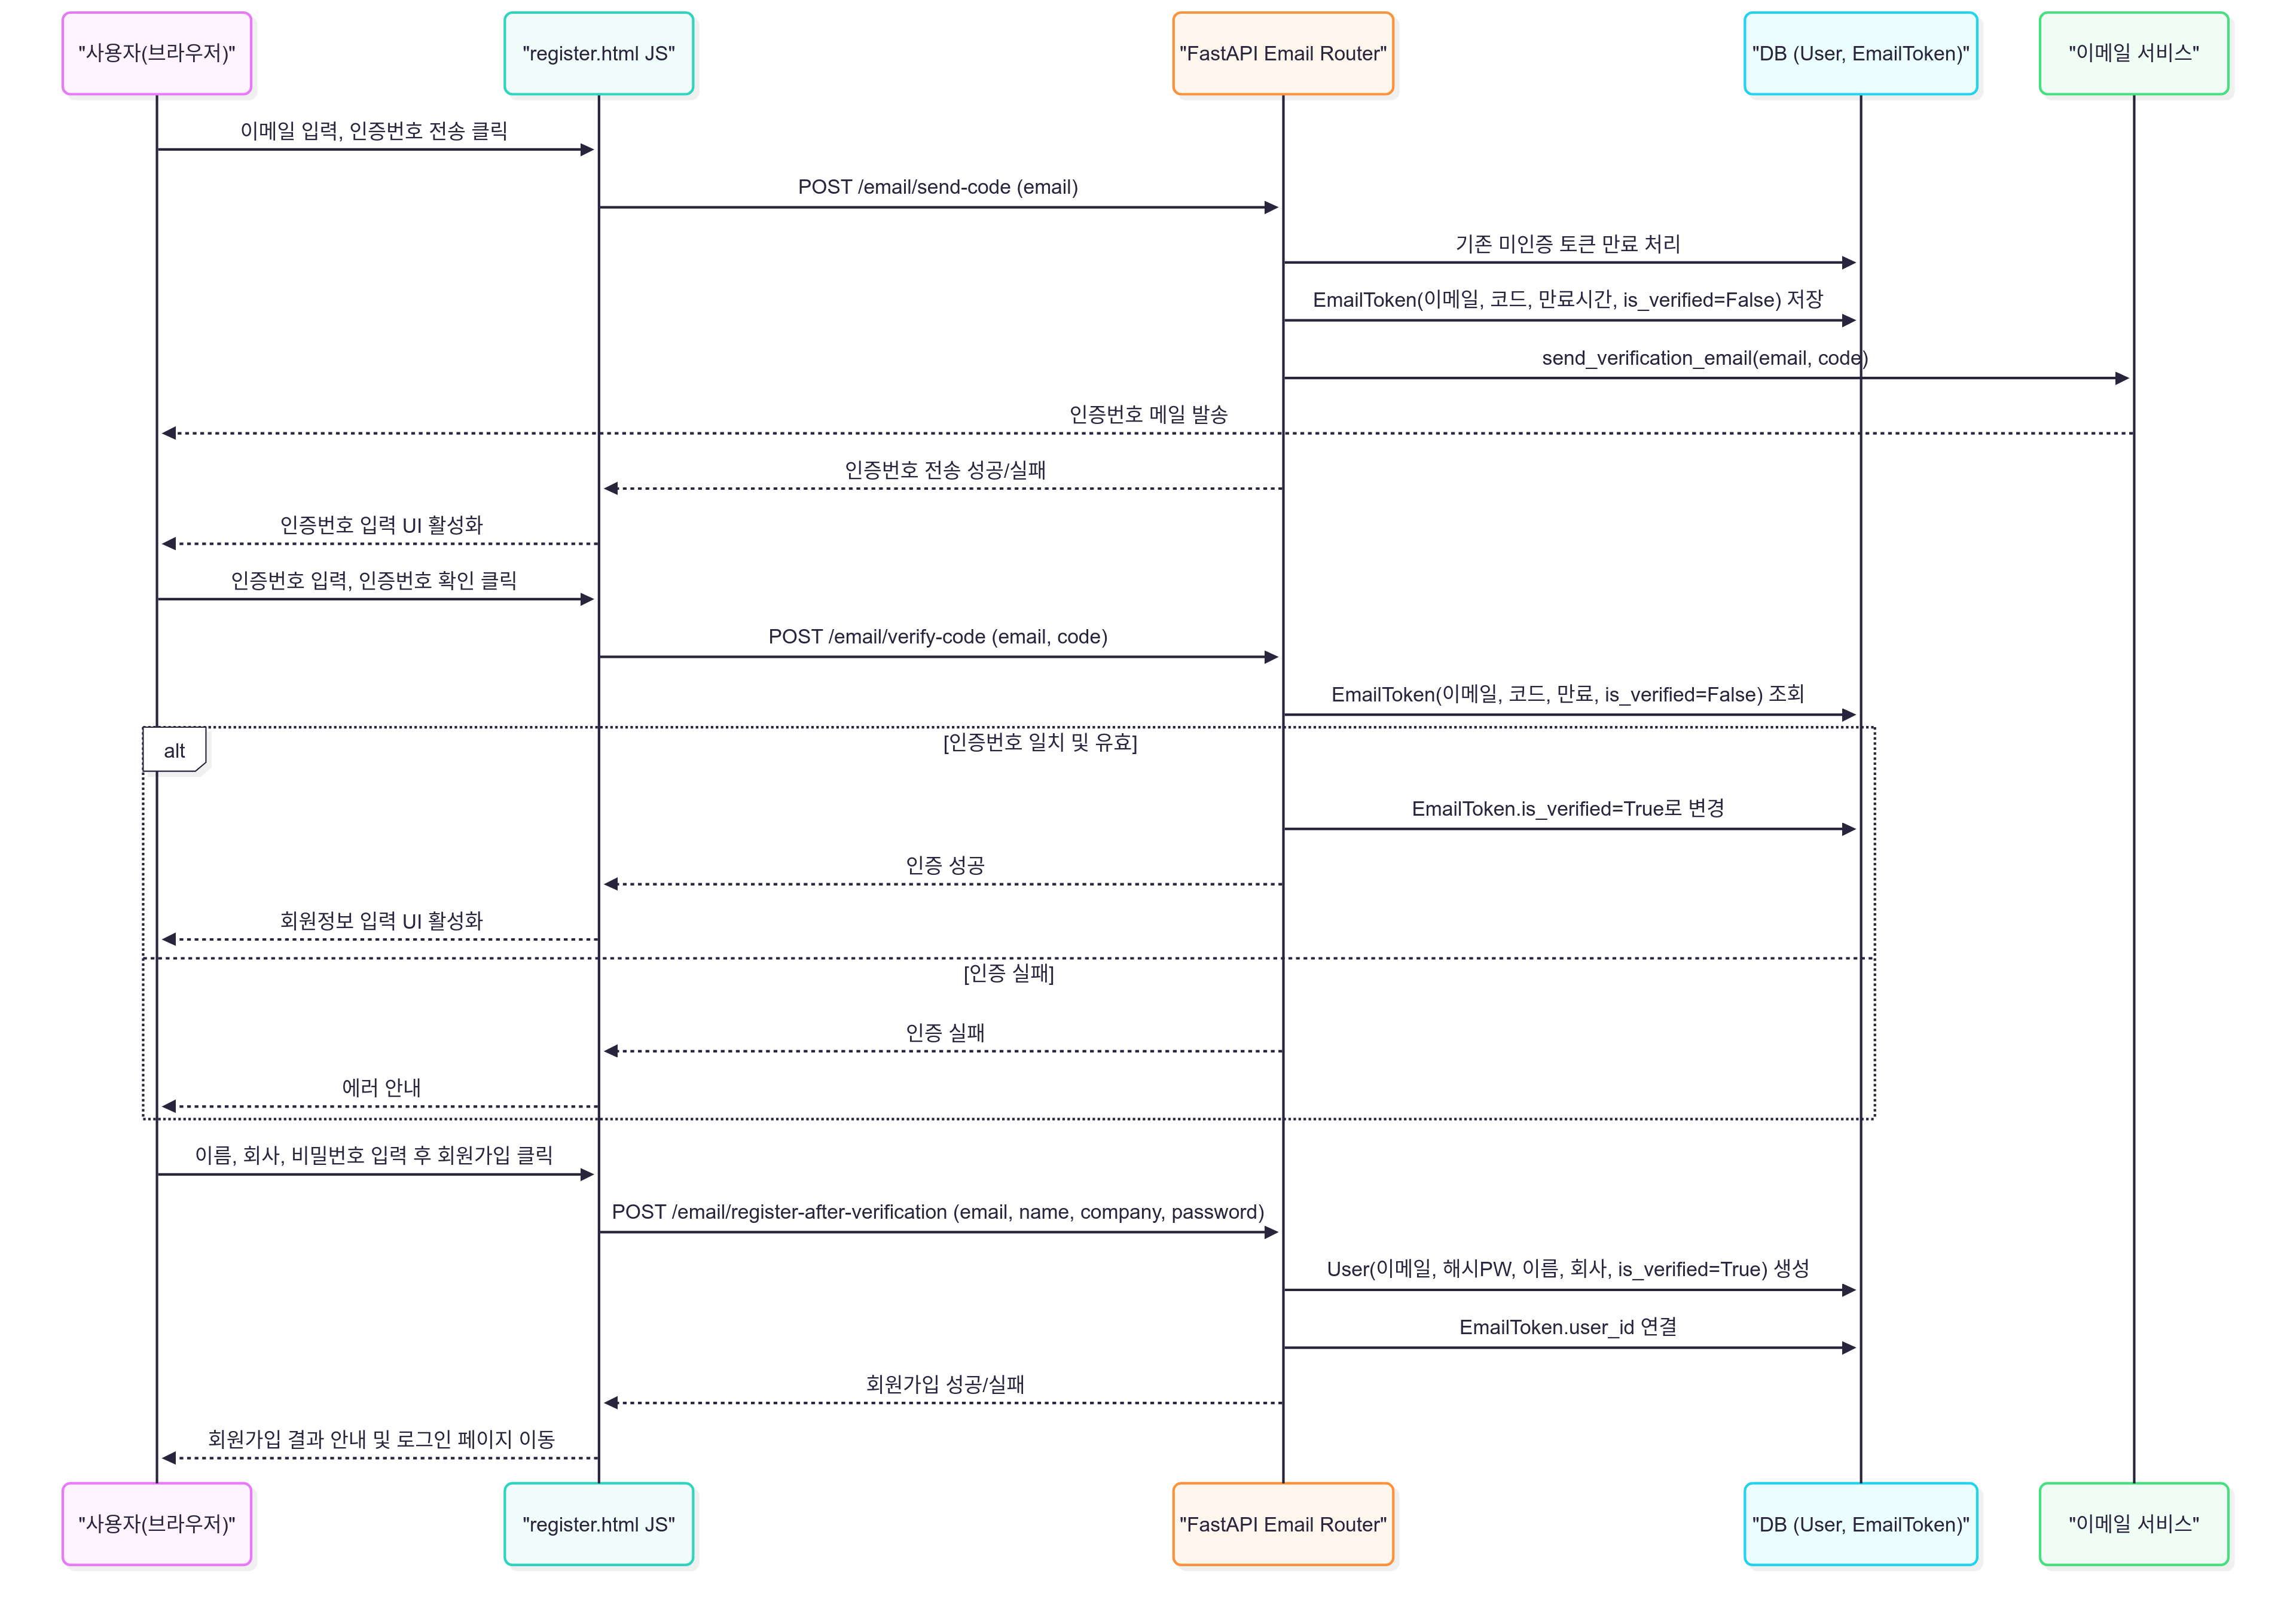 "사용자(브라우저)"
"register.html JS"
"FastAPI Email Router"
"DB (User, EmailToken)"
"이메일 서비스"
이메일 입력, 인증번호 전송 클릭
POST /email/send-code (email)
기존 미인증 토큰 만료 처리
EmailToken(이메일, 코드, 만료시간, is_verified=False) 저장
send_verification_email(email, code)
인증번호 메일 발송
인증번호 전송 성공/실패
인증번호 입력 UI 활성화
인증번호 입력, 인증번호 확인 클릭
POST /email/verify-code (email, code)
EmailToken(이메일, 코드, 만료, is_verified=False) 조회
alt
[인증번호 일치 및 유효]
EmailToken.is_verified=True로 변경
인증 성공
회원정보 입력 UI 활성화
[인증 실패]
인증 실패
에러 안내
이름, 회사, 비밀번호 입력 후 회원가입 클릭
POST /email/register-after-verification (email, name, company, password)
User(이메일, 해시PW, 이름, 회사, is_verified=True) 생성
EmailToken.user_id 연결
회원가입 성공/실패
회원가입 결과 안내 및 로그인 페이지 이동
"사용자(브라우저)"
"register.html JS"
"FastAPI Email Router"
"DB (User, EmailToken)"
"이메일 서비스"